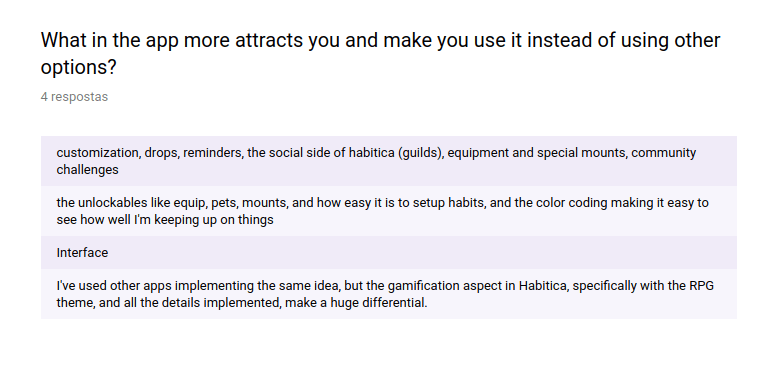 What in the app more attracts you and make you use it instead of using other
options?
4 respostas
customization, drops, reminders, the social side of habitica (guilds), equipment and special mounts, community
challenges
the unlockables like equip, pets, mounts, and how easy it is to setup habits, and the color coding making it easy to
see how well I'm keeping up on things
Interface
I've used other apps implementing the same idea, but the gamification aspect in Habitica, specifically with the RPG
theme, and all the details implemented, make a huge differential.